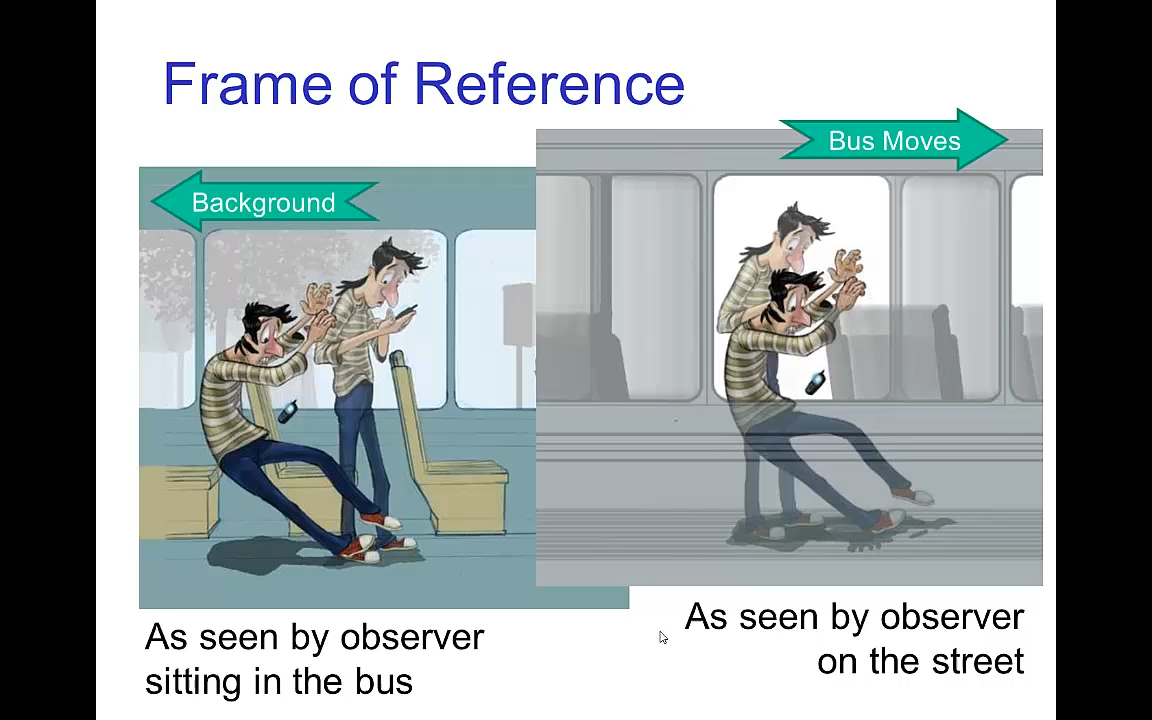 Frame of Reference
Bus Moves
Background
As seen by observer
sitting in the bus
As seen by observer
on the street